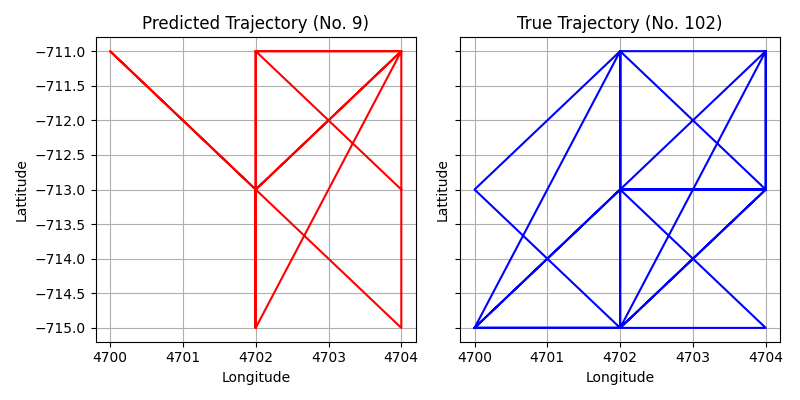 Predicted Trajectory (No. 9)
−711.0
−711.5
−712.0
−712.5
−713.0
−713.5
−714.0
−714.5
−715.0
Lattitude
4700 4701 4702 4703 4704
Longitude
True Trajectory (No. 102)
Lattitude
4700 4701 4702 4703 4704
Longitude